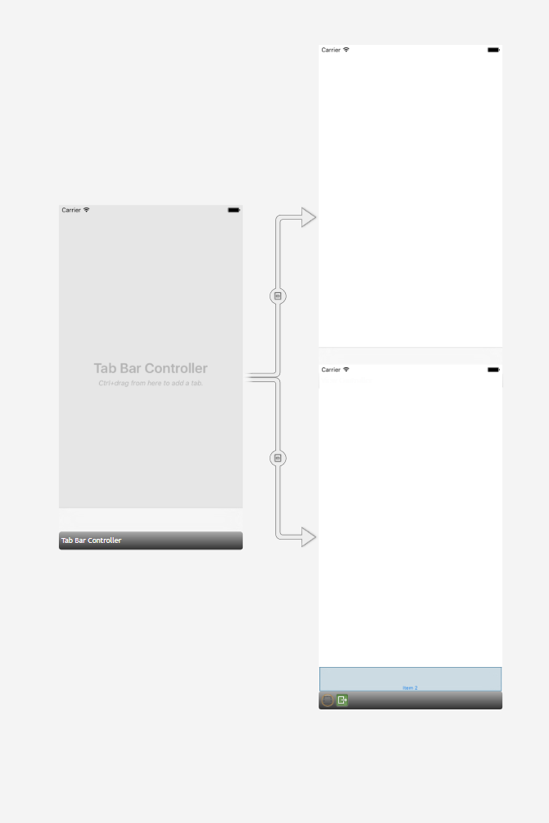 Carrier
Carrier
Tab Bar Controller
Ctrl+drag from here to add a tab.
Tab Bar Controller
Carrier
Item 2